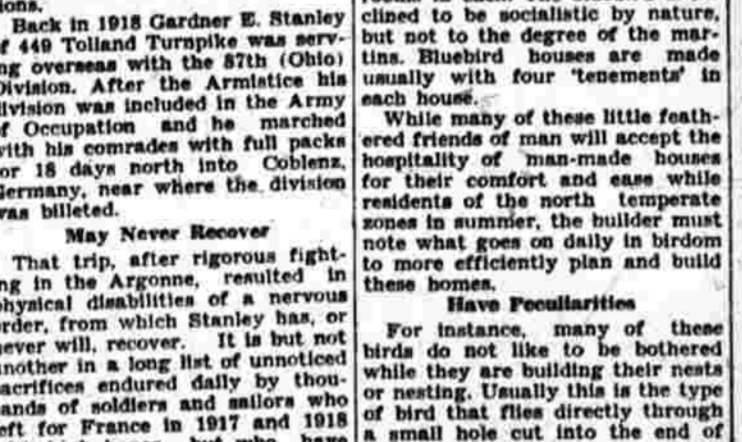 ions.
Back in 1918 Gardner E. Stanley
f 449 Tolland Turnpike was serv-
ng overseas with the 87th (Ohio)
Division. After the Armistice his
division was included in the Army
f Occupation and he marched
with his comrades with full packs
or 18 days north into Coblenz,
Germany, near where the division
was billeted.
May Never Recover
That trip, after rigorous fight-
ng in the Argonne, resulted in
physical disabilities of a nervous
order, from which Stanley has, or
never will, recover. It is but not
another in a long list of unnoticed
sacrifices endured daily by thou-
ands of soldiers and sailors who
eft for France in 1917 and 1918
but who have
clined to be socialistic by nature,
but not to the degree of the mar-
tins. Bluebird houses are made
usually with four 'tenements' in
each house.
While many of these little feath-
ered friends of man will accept the
hospitality of man-made houses
for their comfort and ease while
residents of the north temperate
zones in summer, the builder must
note what goes on daily in birdom
to more efficiently plan and build
these homes.
Have Peculiarities
For instance, many of these
birds do not like to be bothered
while they are building their nests
or nesting. Usually this is the type
of bird that flies directly through
a small hole cut into the end of